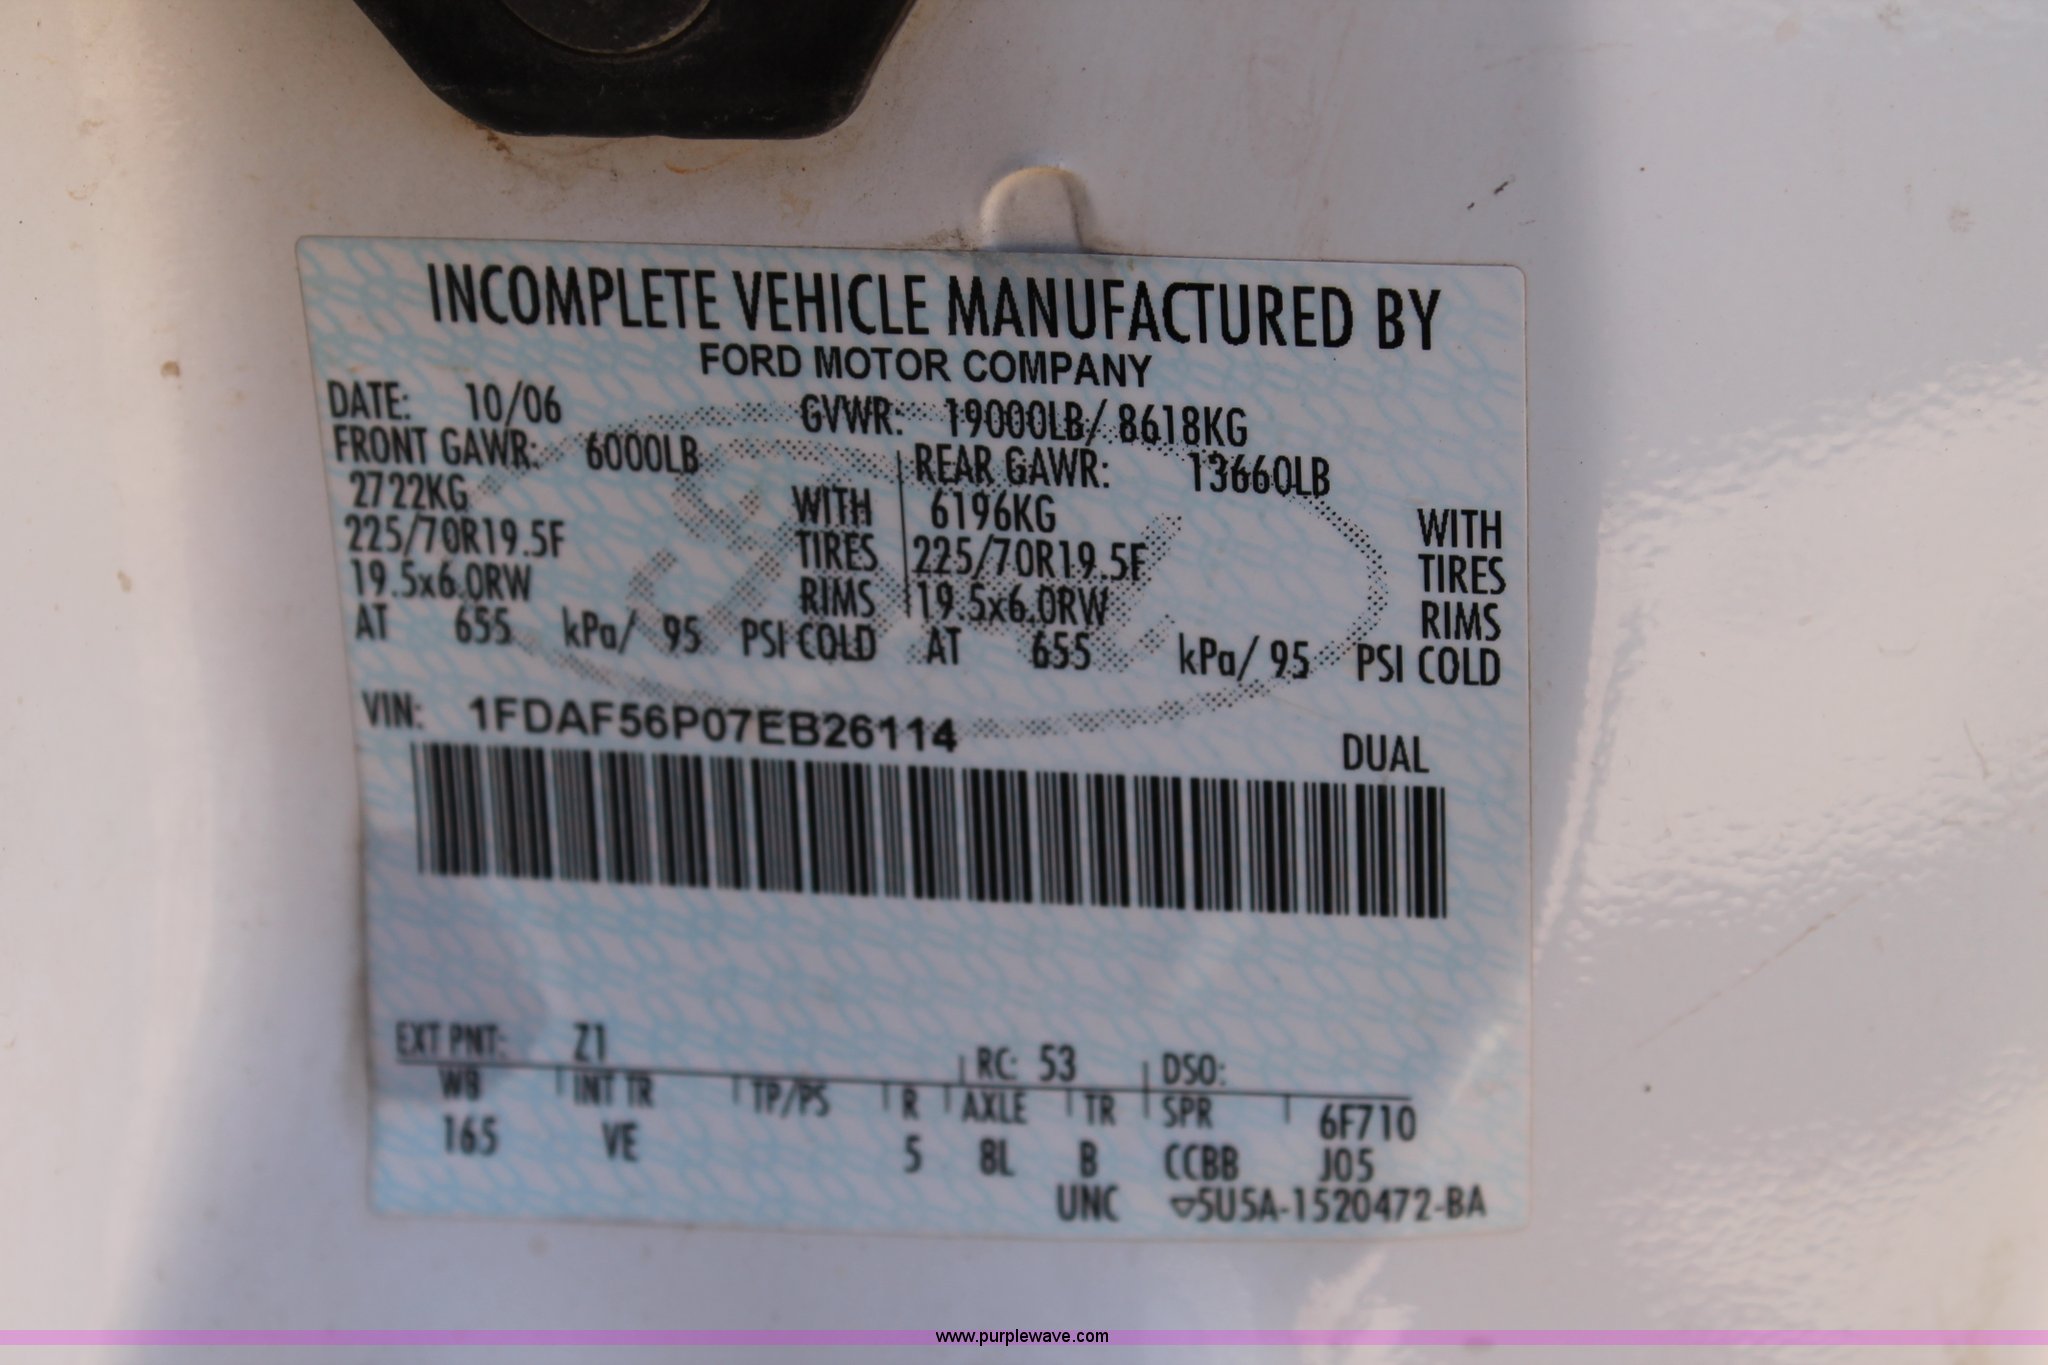 INCOMPLETE VEHICLE MANUFACTURED BY
FORD MOTOR COMPANY
DATE: 10/06 GVWR: 19000LB/ 8618KG
FRONT GAWR: 6000LB REAR GAWR: 13660LB
2722KG WITH 6196KG WITH
225/70R19.5F TIRES 225/70R19.5F TIRES
19.5x6.0RW RIMS 19.5x6.0RW RIMS
AT 655 kPa/ 95 PSI COLD AT 655 kPa/ 95 PSI COLD
VIN: 1FDAF56P07EB26114
DUAL
EXT PNT: Z1 RC: 53 DSO:
WB INT TR TP/PS R AXLE TR SPR 6F710
165 VE 5 8L B CCBB J05
UNC ▽5U5A-1520472-BA
www.purplewave.com